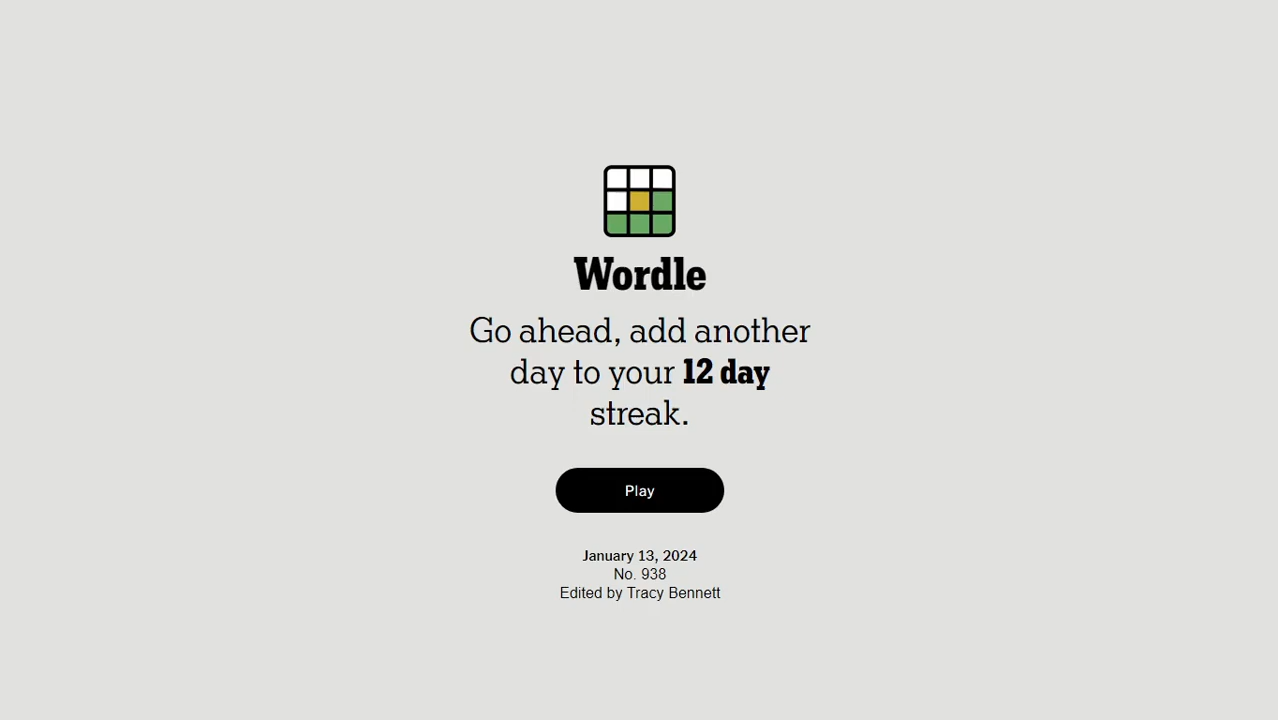 Wordle
Go ahead, add another
day to your 12 day
streak.
Play
January 13, 2024
No. 938
Edited by Tracy Bennett